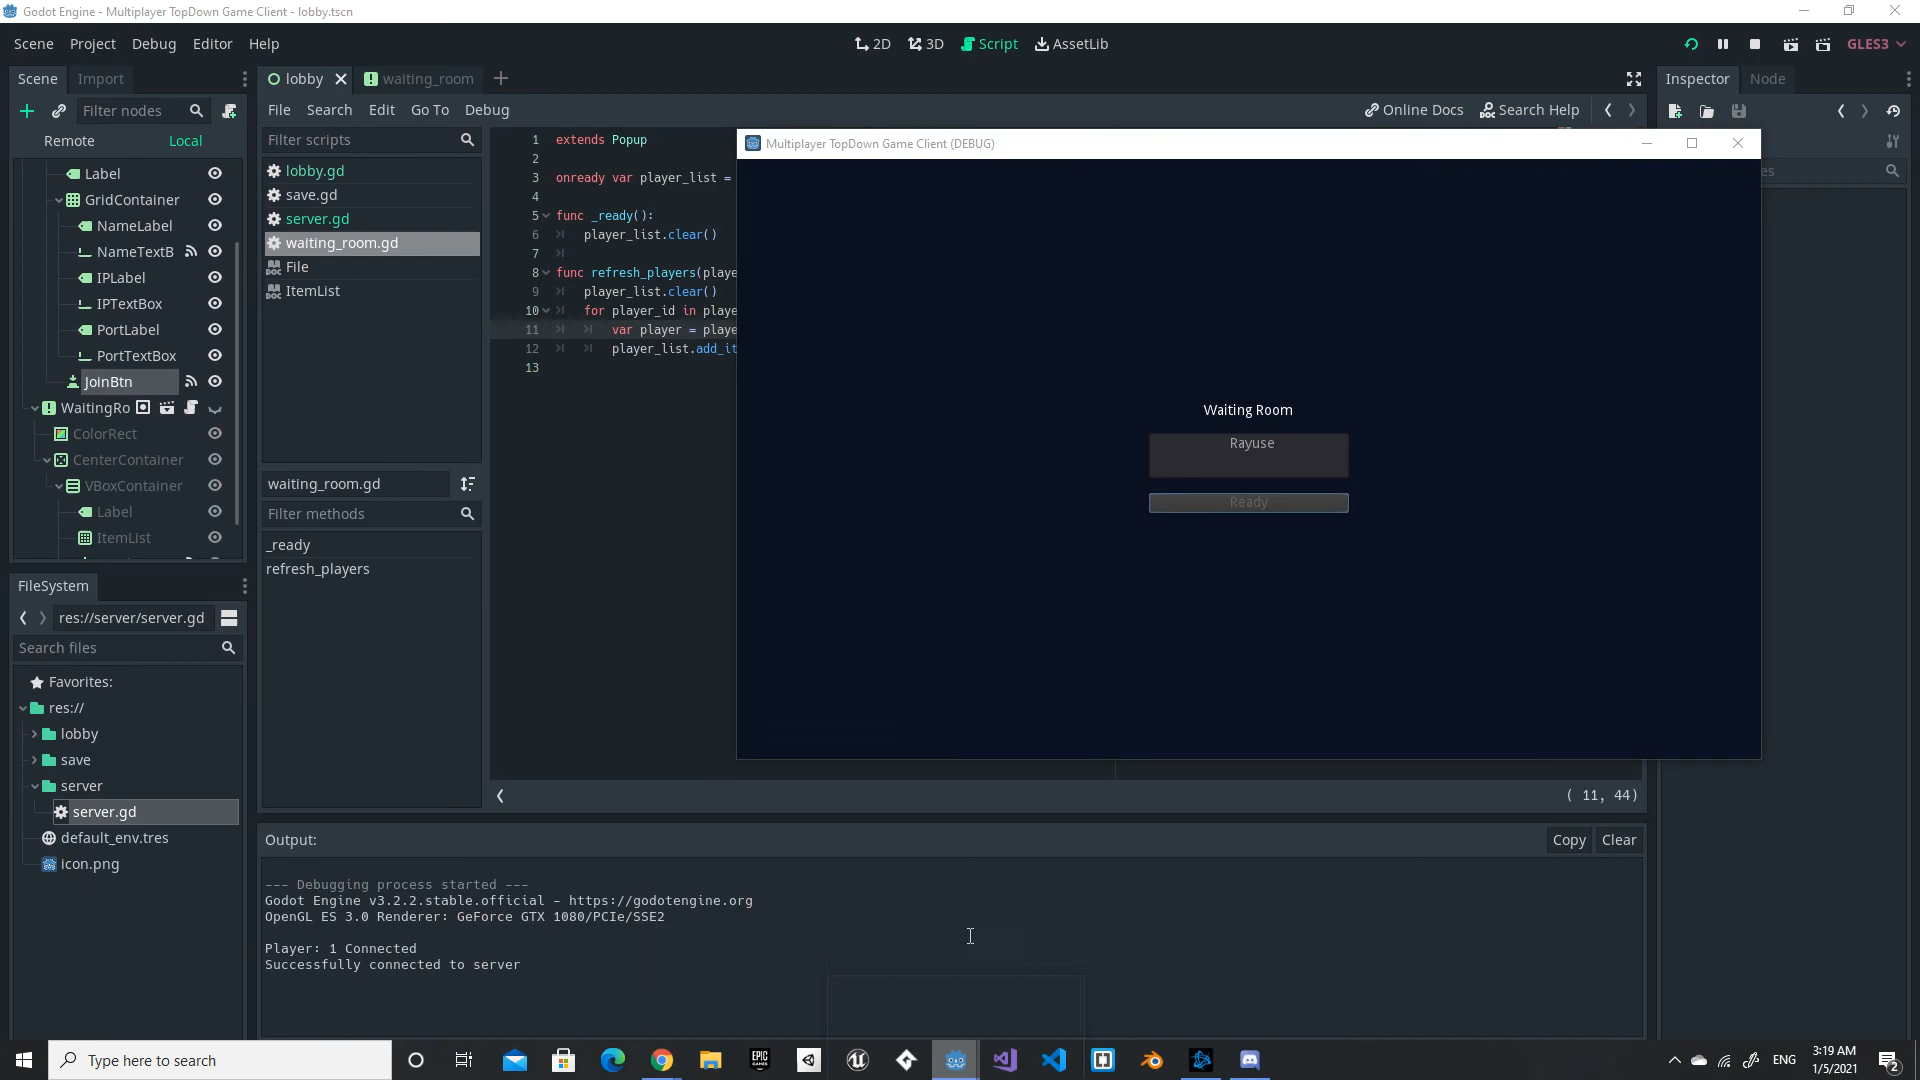 Godot Engine - Multiplayer TopDown Game Client - lobby.tscn
Scene Project Debug Editor Help
2D 3D Script AssetLib
GLES3
Scene Import
lobby waiting_room
Inspector Node
Filter nodes
File Search Edit Go To Debug
Online Docs Search Help
Remote Local
Label
GridContainer
NameLabel
NameTextB
IPLabel
IPTextBox
PortLabel
PortTextBox
JoinBtn
WaitingRo
ColorRect
CenterContainer
VBoxContainer
Label
ItemList
Filter scripts
lobby.gd
save.gd
server.gd
waiting_room.gd
File
ItemList
waiting_room.gd
Filter methods
_ready
refresh_players
1 extends Popup
2
3 onready var player_list =
4
5 func _ready():
6 player_list.clear()
7
8 func refresh_players(playe
9 player_list.clear()
10 for player_id in playe
11 var player = playe
12 player_list.add_it
13
Multiplayer TopDown Game Client (DEBUG)
Waiting Room
Rayuse
Ready
es
( 11, 44)
FileSystem
res://server/server.gd
Search files
Favorites:
res://
lobby
save
server
server.gd
default_env.tres
icon.png
Output:
Copy Clear
--- Debugging process started ---
Godot Engine v3.2.2.stable.official - https://godotengine.org
OpenGL ES 3.0 Renderer: GeForce GTX 1080/PCIe/SSE2
Player: 1 Connected
Successfully connected to server
Type here to search
EPIC GAMES
ENG
3:19 AM
1/5/2021
2